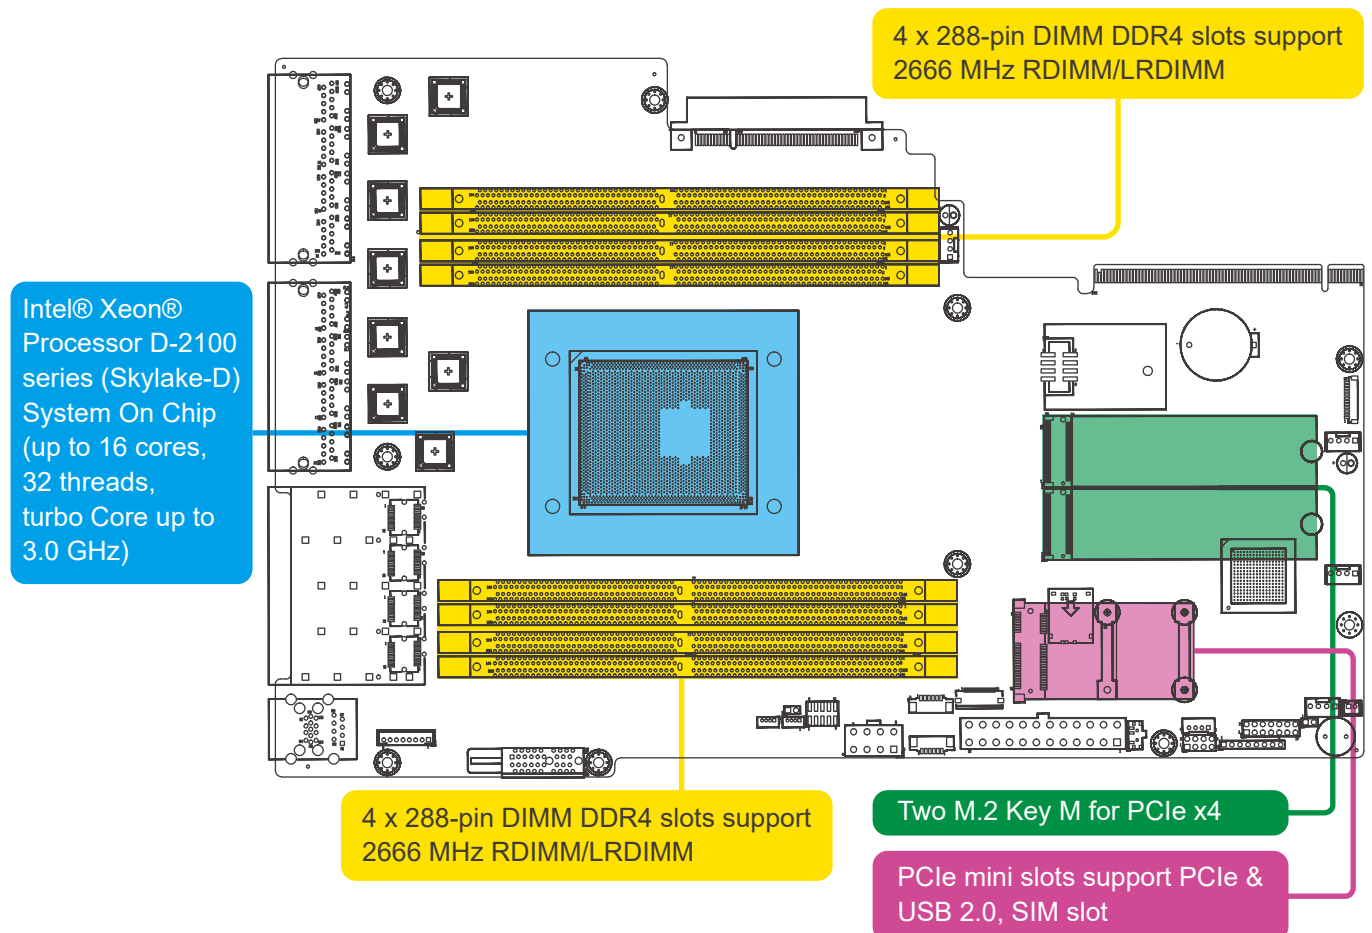 4 x 288-pin DIMM DDR4 slots support
2666 MHz RDIMM/LRDIMM
Intel® Xeon®
Processor D-2100
series (Skylake-D)
System On Chip
(up to 16 cores,
32 threads,
turbo Core up to
3.0 GHz)
4 x 288-pin DIMM DDR4 slots support
2666 MHz RDIMM/LRDIMM
Two M.2 Key M for PCIe x4
PCIe mini slots support PCIe &
USB 2.0, SIM slot